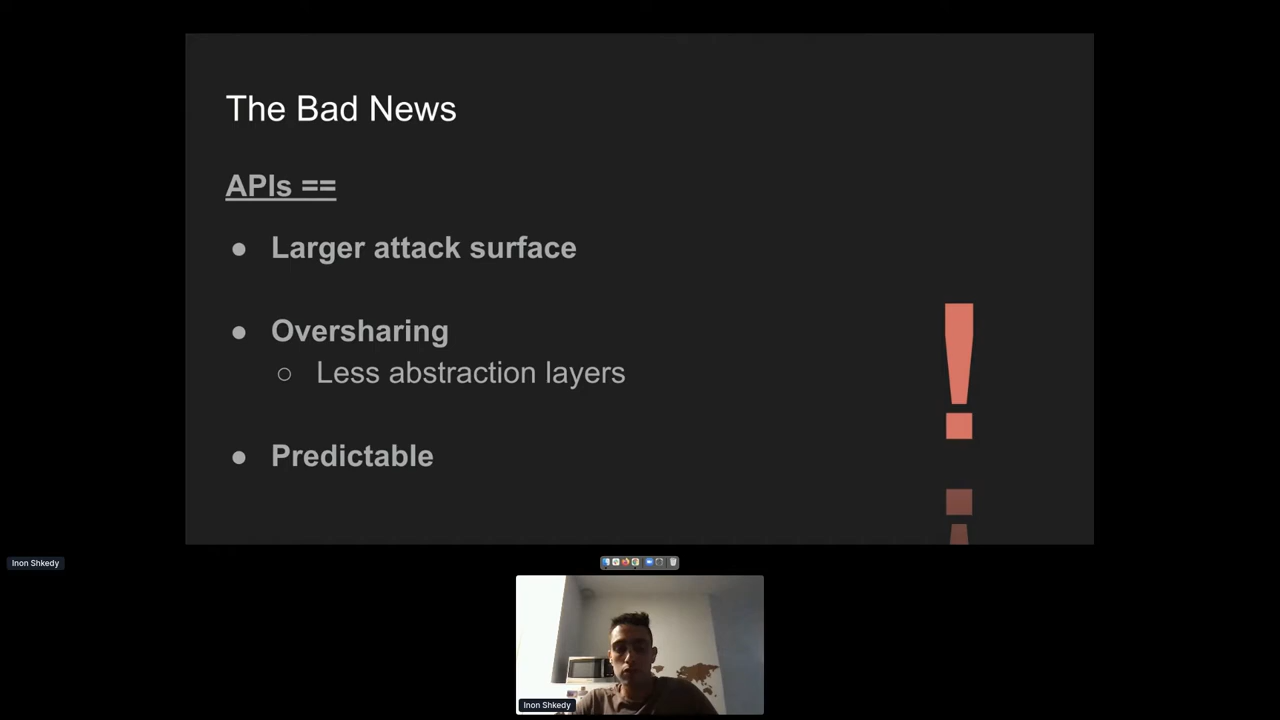 The Bad News
APIs ==
● Larger attack surface
● Oversharing
○ Less abstraction layers
● Predictable
!
Inon Shkedy
Inon Shkedy